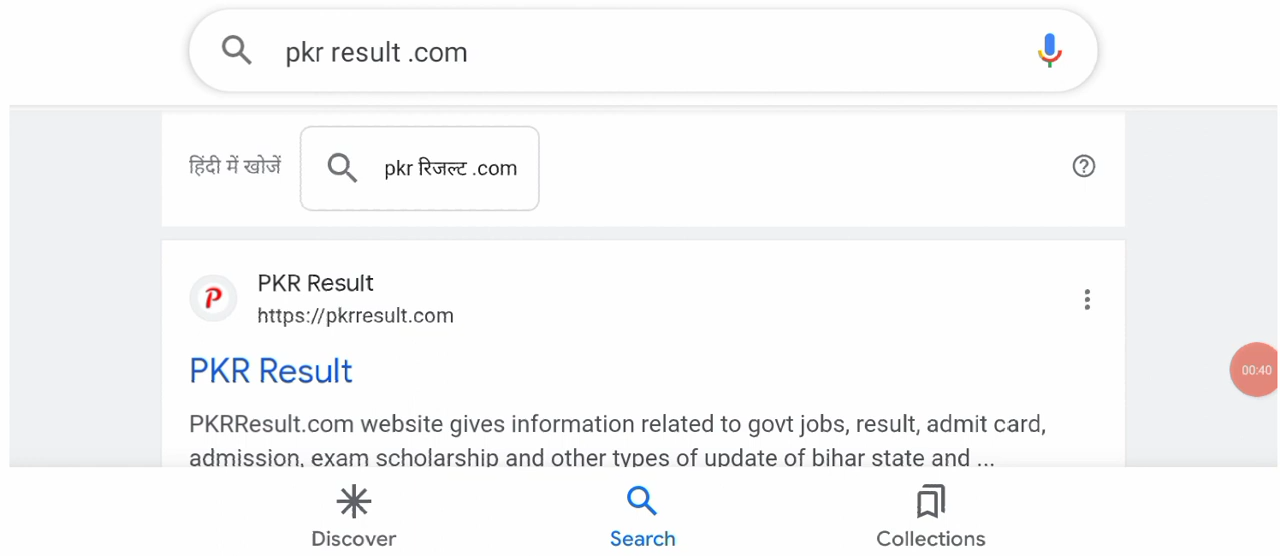 pkr result .com
हिंदी में खोजें
pkr रिजल्ट .com
P
PKR Result
https://pkrresult.com
PKR Result
PKRResult.com website gives information related to govt jobs, result, admit card,
admission, exam scholarship and other types of update of bihar state and ...
00:40
Discover
Search
Collections